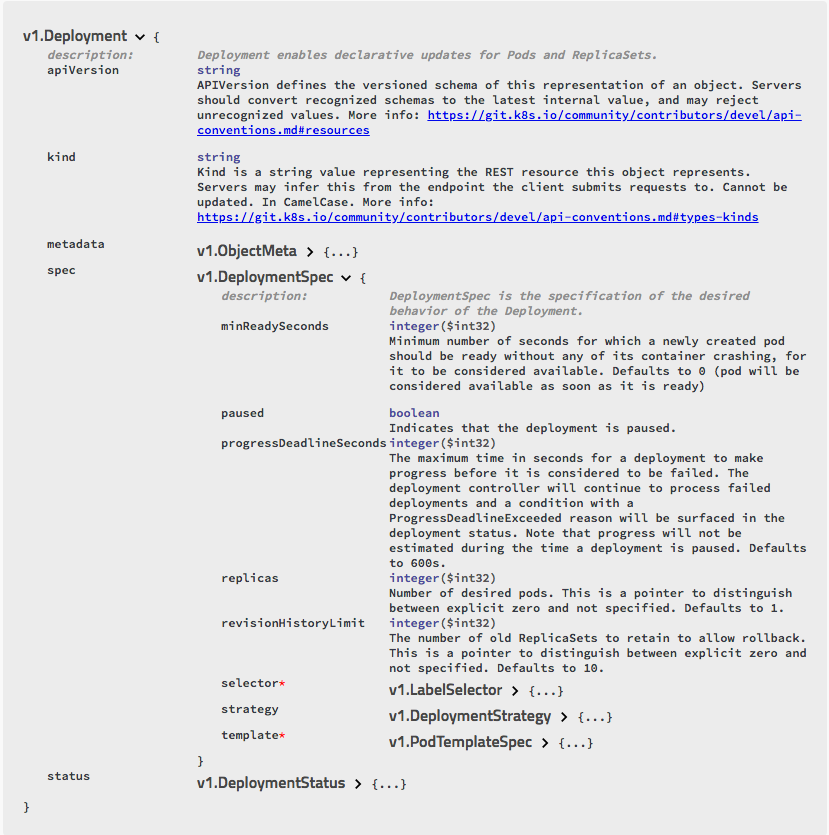 v1.Deployment {
description: Deployment enables declarative updates for Pods and ReplicaSets.
apiVersion string
APIVersion defines the versioned schema of this representation of an object. Servers
should convert recognized schemas to the latest internal value, and may reject
unrecognized values. More info: https://git.k8s.io/community/contributors/devel/api-
conventions.md#resources
kind string
Kind is a string value representing the REST resource this object represents.
Servers may infer this from the endpoint the client submits requests to. Cannot be
updated. In CamelCase. More info:
https://git.k8s.io/community/contributors/devel/api-conventions.md#types-kinds
metadata v1.ObjectMeta > {...}
spec v1.DeploymentSpec {
description: DeploymentSpec is the specification of the desired
behavior of the Deployment.
minReadySeconds integer($int32)
Minimum number of seconds for which a newly created pod
should be ready without any of its container crashing, for
it to be considered available. Defaults to 0 (pod will be
considered available as soon as it is ready)
paused boolean
Indicates that the deployment is paused.
progressDeadlineSeconds integer($int32)
The maximum time in seconds for a deployment to make
progress before it is considered to be failed. The
deployment controller will continue to process failed
deployments and a condition with a
ProgressDeadlineExceeded reason will be surfaced in the
deployment status. Note that progress will not be
estimated during the time a deployment is paused. Defaults
to 600s.
replicas integer($int32)
Number of desired pods. This is a pointer to distinguish
between explicit zero and not specified. Defaults to 1.
revisionHistoryLimit integer($int32)
The number of old ReplicaSets to retain to allow rollback.
This is a pointer to distinguish between explicit zero and
not specified. Defaults to 10.
selector* v1.LabelSelector > {...}
strategy v1.DeploymentStrategy > {...}
template* v1.PodTemplateSpec > {...}
}
status v1.DeploymentStatus > {...}
}